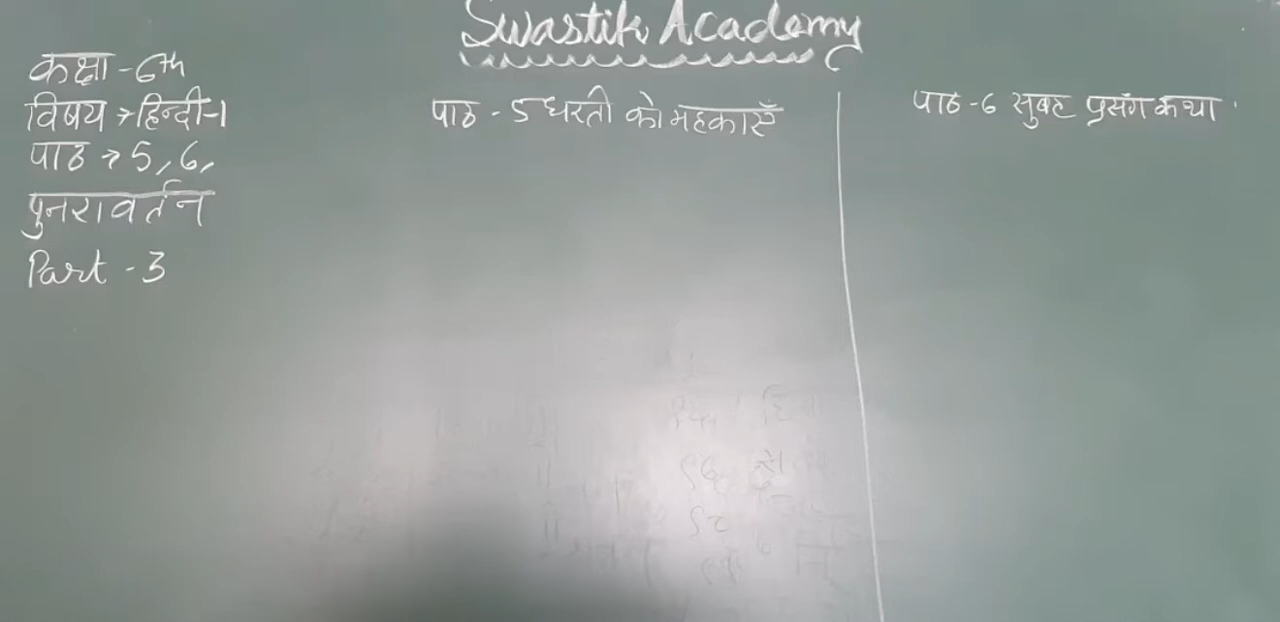 Swastik Academy
कक्षा - 6th
विषय → हिन्दी-1
पाठ → 5, 6,
पुनरावर्तन
Part - 3
पाठ - 5 धरती को महकाएँ
पाठ - 6 सुबह प्रसंग कथा